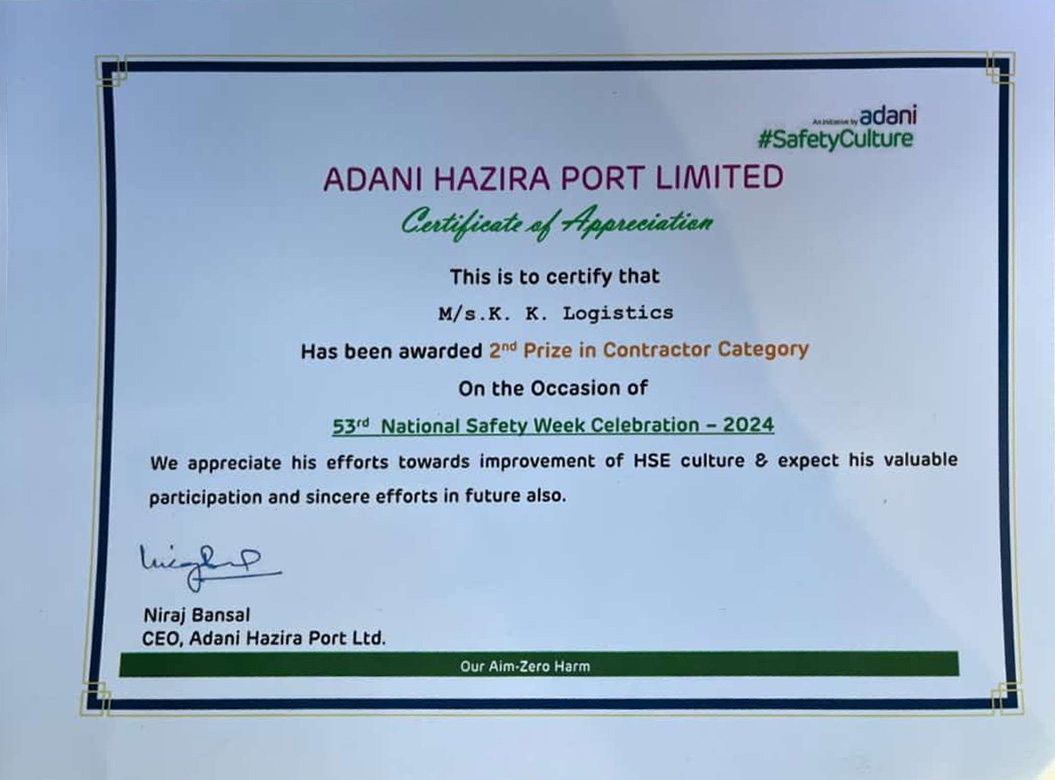 An initiative by adani
#SafetyCulture
ADANI HAZIRA PORT LIMITED
Certificate of Appreciation
This is to certify that
M/s.K. K. Logistics
Has been awarded 2nd Prize in Contractor Category
On the Occasion of
53rd National Safety Week Celebration – 2024
We appreciate his efforts towards improvement of HSE culture & expect his valuable
participation and sincere efforts in future also.
Niraj Bansal
CEO, Adani Hazira Port Ltd.
Our Aim-Zero Harm